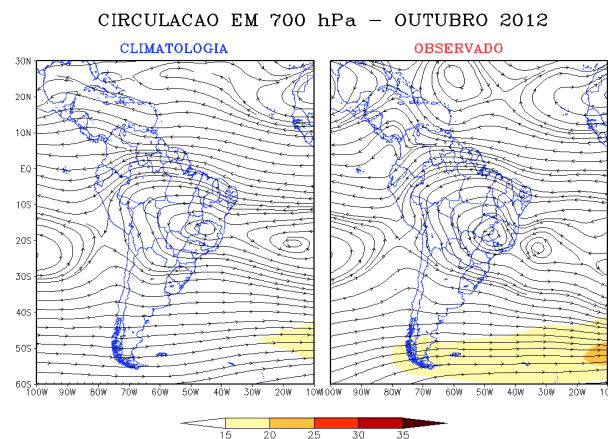 CIRCULACAO EM 700 hPa – OUTUBRO 2012
CLIMATOLOGIA OBSERVADO
30N
20N
10N
EQ
10S
20S
30S
40S
50S
60S
100W 90W 80W 70W 60W 50W 40W 30W 20W 10W 100W 90W 80W 70W 60W 50W 40W 30W 20W 10W
15 20 25 30 35